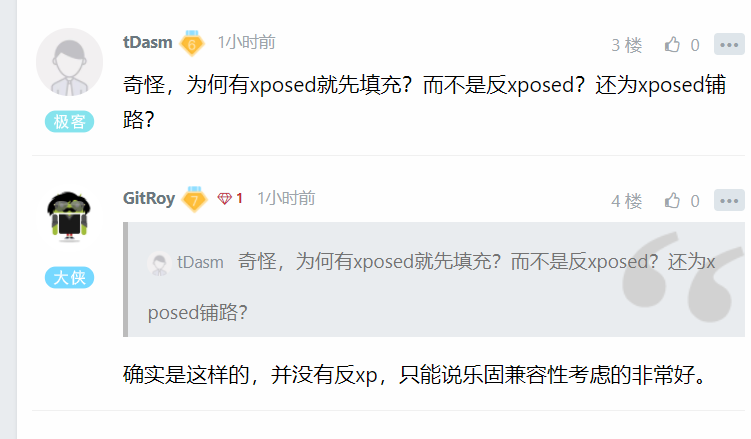 tDasm 6 1小时前 3 楼 0
奇怪，为何有xposed就先填充？而不是反xposed？还为xposed铺
路？
极客
GitRoy 7 1 1小时前 4 楼 0
大侠
tDasm 奇怪，为何有xposed就先填充？而不是反xposed？还为x
posed铺路？
确实是这样的，并没有反xp，只能说乐固兼容性考虑的非常好。